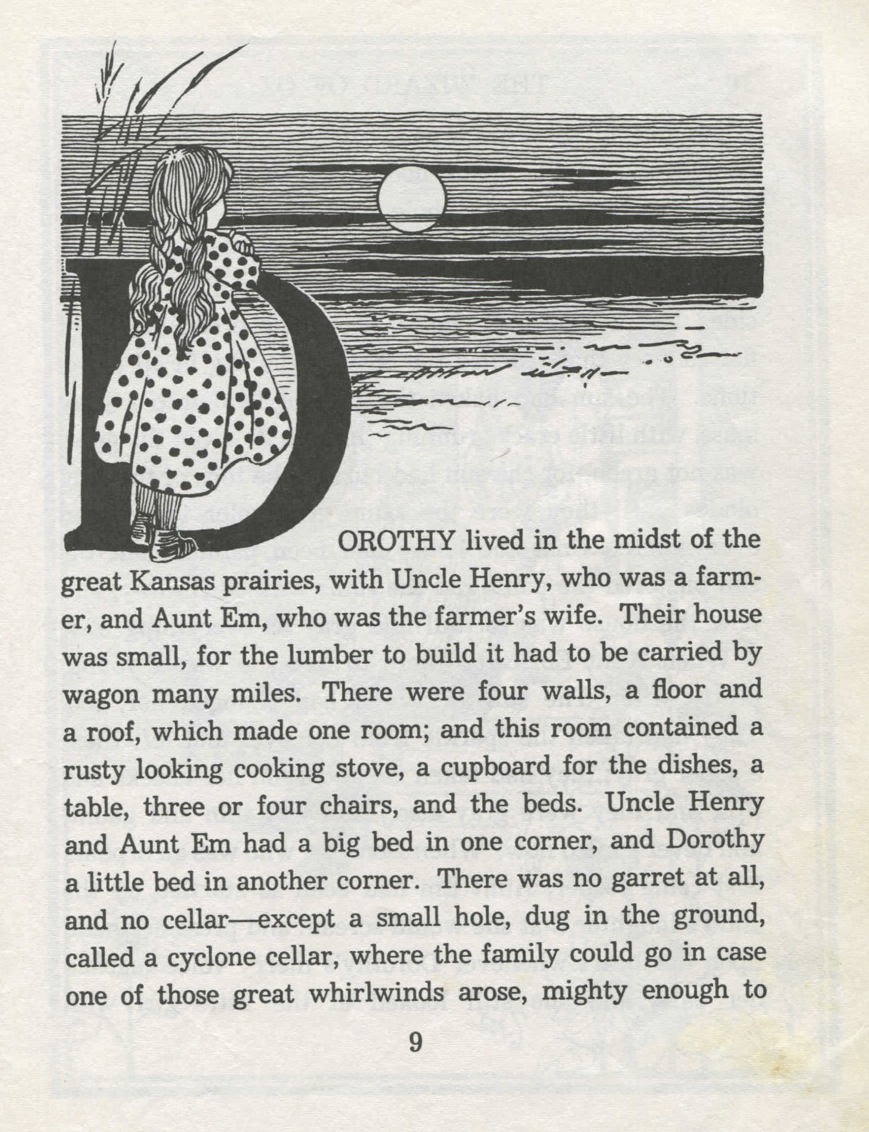 DOROTHY lived in the midst of the
great Kansas prairies, with Uncle Henry, who was a farm-
er, and Aunt Em, who was the farmer's wife. Their house
was small, for the lumber to build it had to be carried by
wagon many miles. There were four walls, a floor and
a roof, which made one room; and this room contained a
rusty looking cooking stove, a cupboard for the dishes, a
table, three or four chairs, and the beds. Uncle Henry
and Aunt Em had a big bed in one corner, and Dorothy
a little bed in another corner. There was no garret at all,
and no cellar—except a small hole, dug in the ground,
called a cyclone cellar, where the family could go in case
one of those great whirlwinds arose, mighty enough to
9